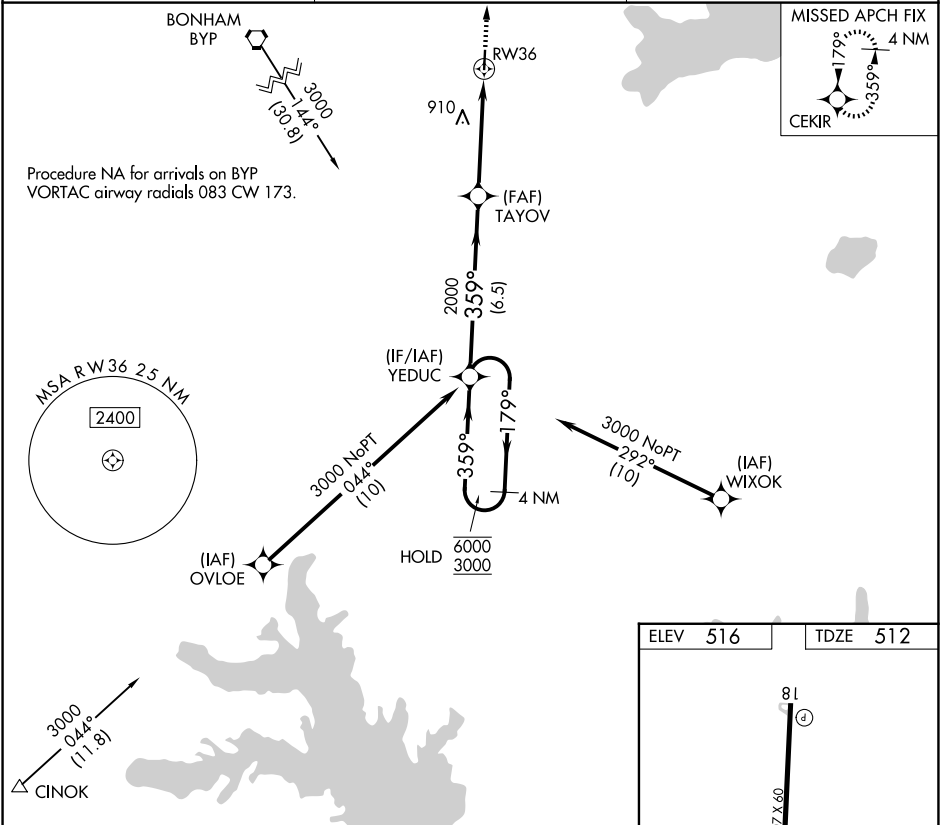 BONHAM
BYP
3000
144°
(30.8)
Procedure NA for arrivals on BYP
VORTAC airway radials 083 CW 173.
RW36
910
MISSED APCH FIX
4 NM
179°
359°
CEKIR
(FAF)
TAYOV
2000
359°
(6.5)
(IF/IAF)
YEDUC
MSA RW36 25 NM
2400
359°
179°
4 NM
HOLD
6000
3000
3000 NoPT
044°
(10)
(IAF)
OVLOE
3000 NoPT
292°
(10)
(IAF)
WIXOK
3000
044°
(11.8)
CINOK
ELEV 516
TDZE 512
18
P
X 60